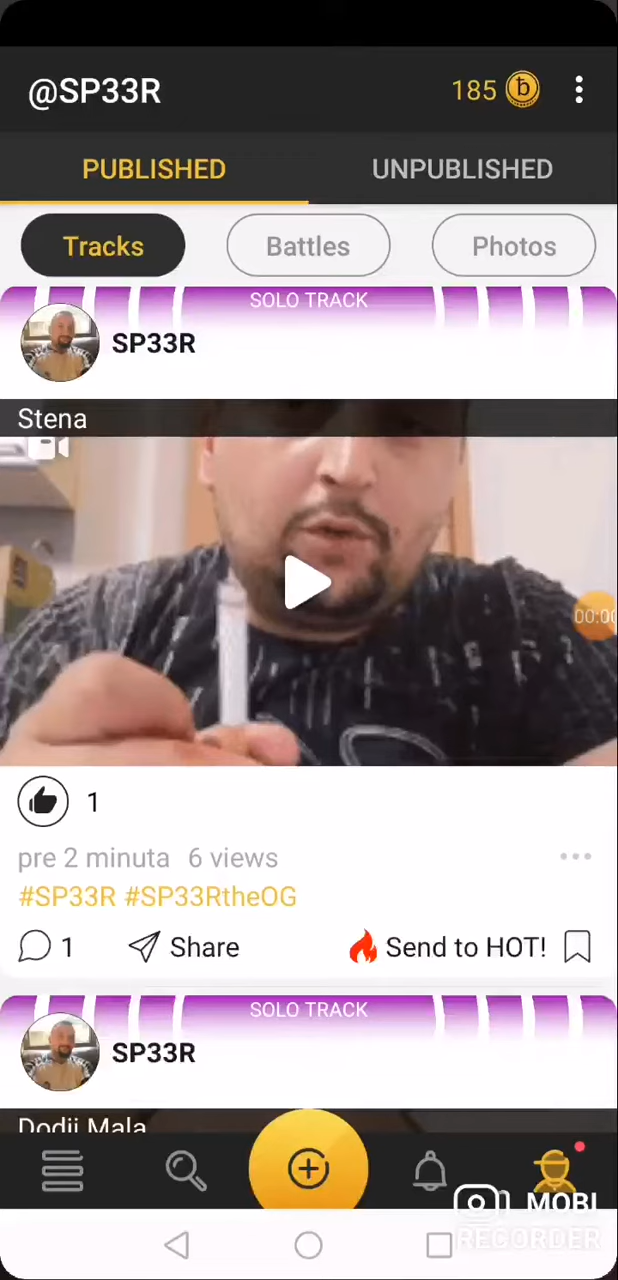 @SP33R
185
PUBLISHED
UNPUBLISHED
Tracks
Battles
Photos
SOLO TRACK
SP33R
Stena
00:00
1
pre 2 minuta 6 views
#SP33R #SP33RtheOG
1
Share
Send to HOT!
SOLO TRACK
SP33R
Dodji Mala
MOBI
RECORDER